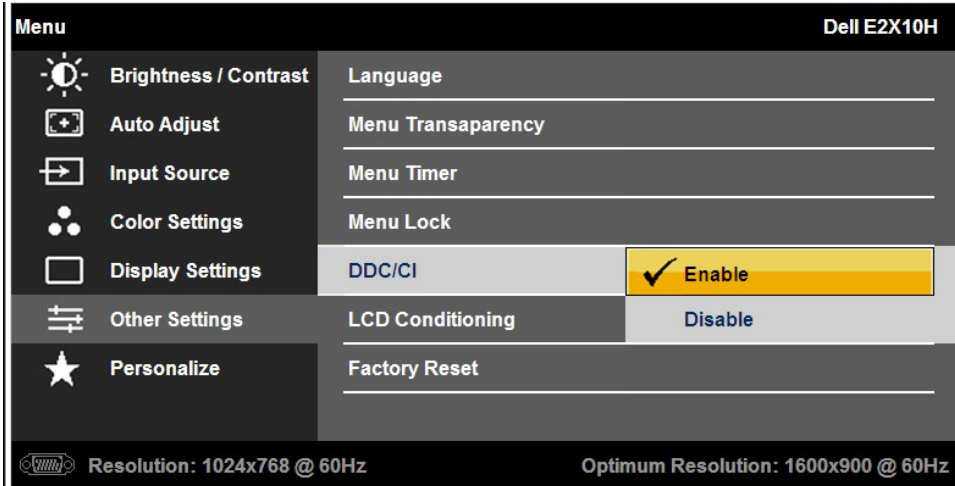 Menu Dell E2X10H
Brightness / Contrast Language
Auto Adjust Menu Transaparency
Input Source Menu Timer
Color Settings Menu Lock
Display Settings DDC/CI Enable
Other Settings LCD Conditioning Disable
Personalize Factory Reset
Resolution: 1024x768 @ 60Hz Optimum Resolution: 1600x900 @ 60Hz